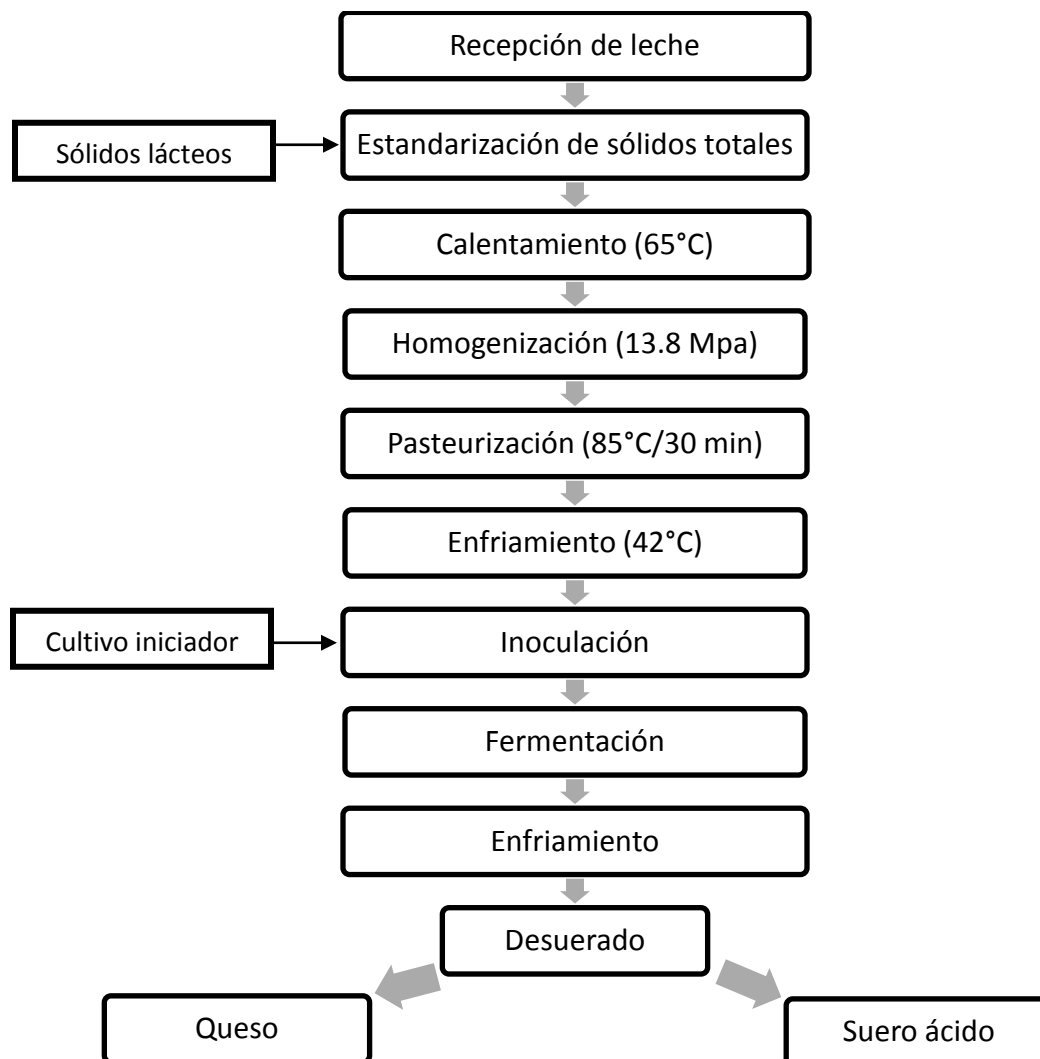 Recepción de leche
Sólidos lácteos
Estandarización de sólidos totales
Calentamiento (65°C)
Homogenización (13.8 Mpa)
Pasteurización (85°C/30 min)
Enfriamiento (42°C)
Cultivo iniciador
Inoculación
Fermentación
Enfriamiento
Desuerado
Queso
Suero ácido